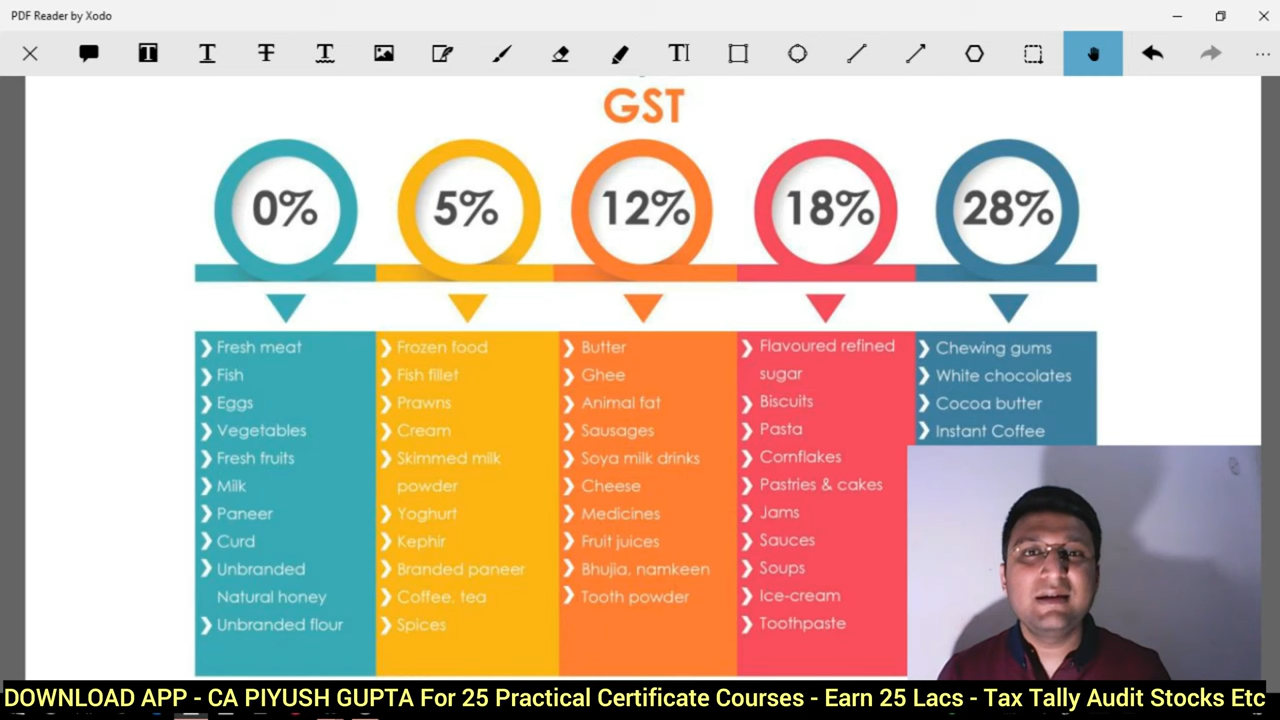 PDF Reader by Xodo
GST
0%
5%
12%
18%
28%
Fresh meat
Fish
Eggs
Vegetables
Fresh fruits
Milk
Paneer
Curd
Unbranded
Natural honey
Unbranded flour
Frozen food
Fish fillet
Prawns
Cream
Skimmed milk
powder
Yoghurt
Kephir
Branded paneer
Coffee, tea
Spices
Butter
Ghee
Animal fat
Sausages
Soya milk drinks
Cheese
Medicines
Fruit juices
Bhujia, namkeen
Tooth powder
Flavoured refined
sugar
Biscuits
Pasta
Cornflakes
Pastries & cakes
Jams
Sauces
Soups
Ice-cream
Toothpaste
Chewing gums
White chocolates
Cocoa butter
Instant Coffee
DOWNLOAD APP - CA PIYUSH GUPTA For 25 Practical Certificate Courses - Earn 25 Lacs - Tax Tally Audit Stocks Etc